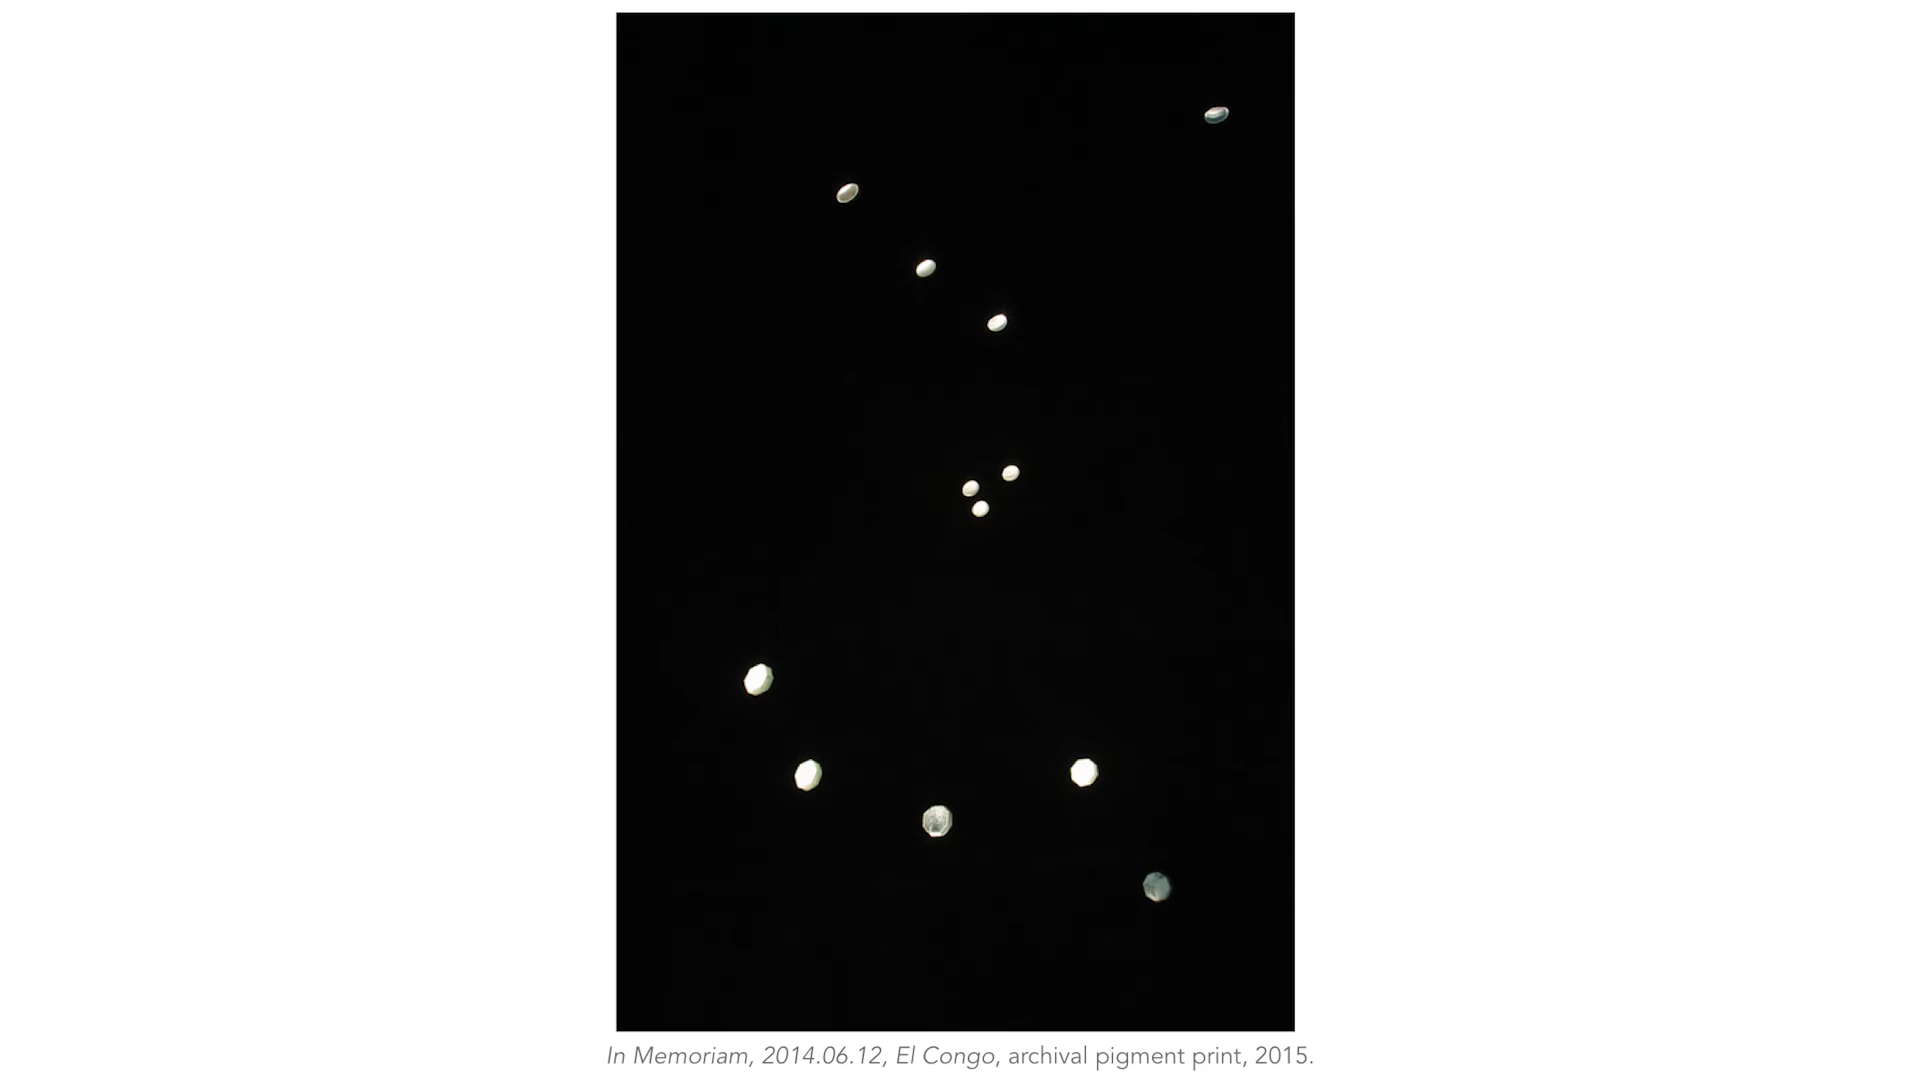 In Memoriam, 2014.06.12, El Congo, archival pigment print, 2015.